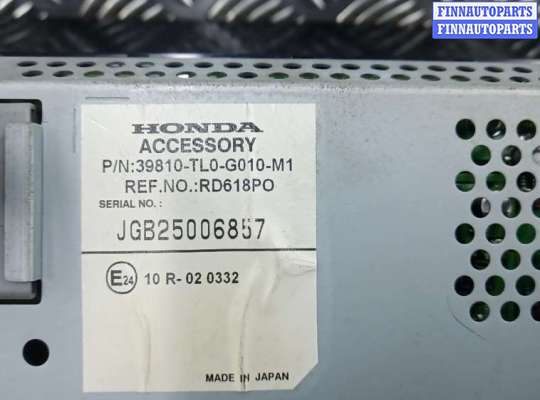 FINNAUTOPARTS
FINNAUTOPARTS
HONDA
ACCESSORY
P/N:39810-TL0-G010-M1
REF.NO.:RD618PO
SERIAL NO.:
JGB25006857
E24 10 R-02 0332
MADE IN JAPAN